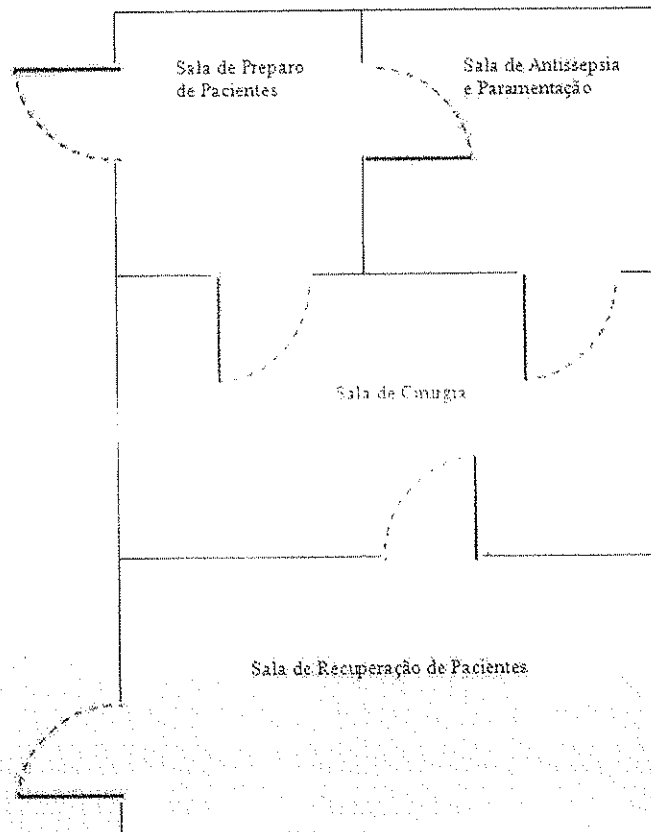 Sala de Preparo
de Pacientes
Sala de Antissepsia
e Paramentação
Sala de Cirurgia
Sala de Recuperação de Pacientes